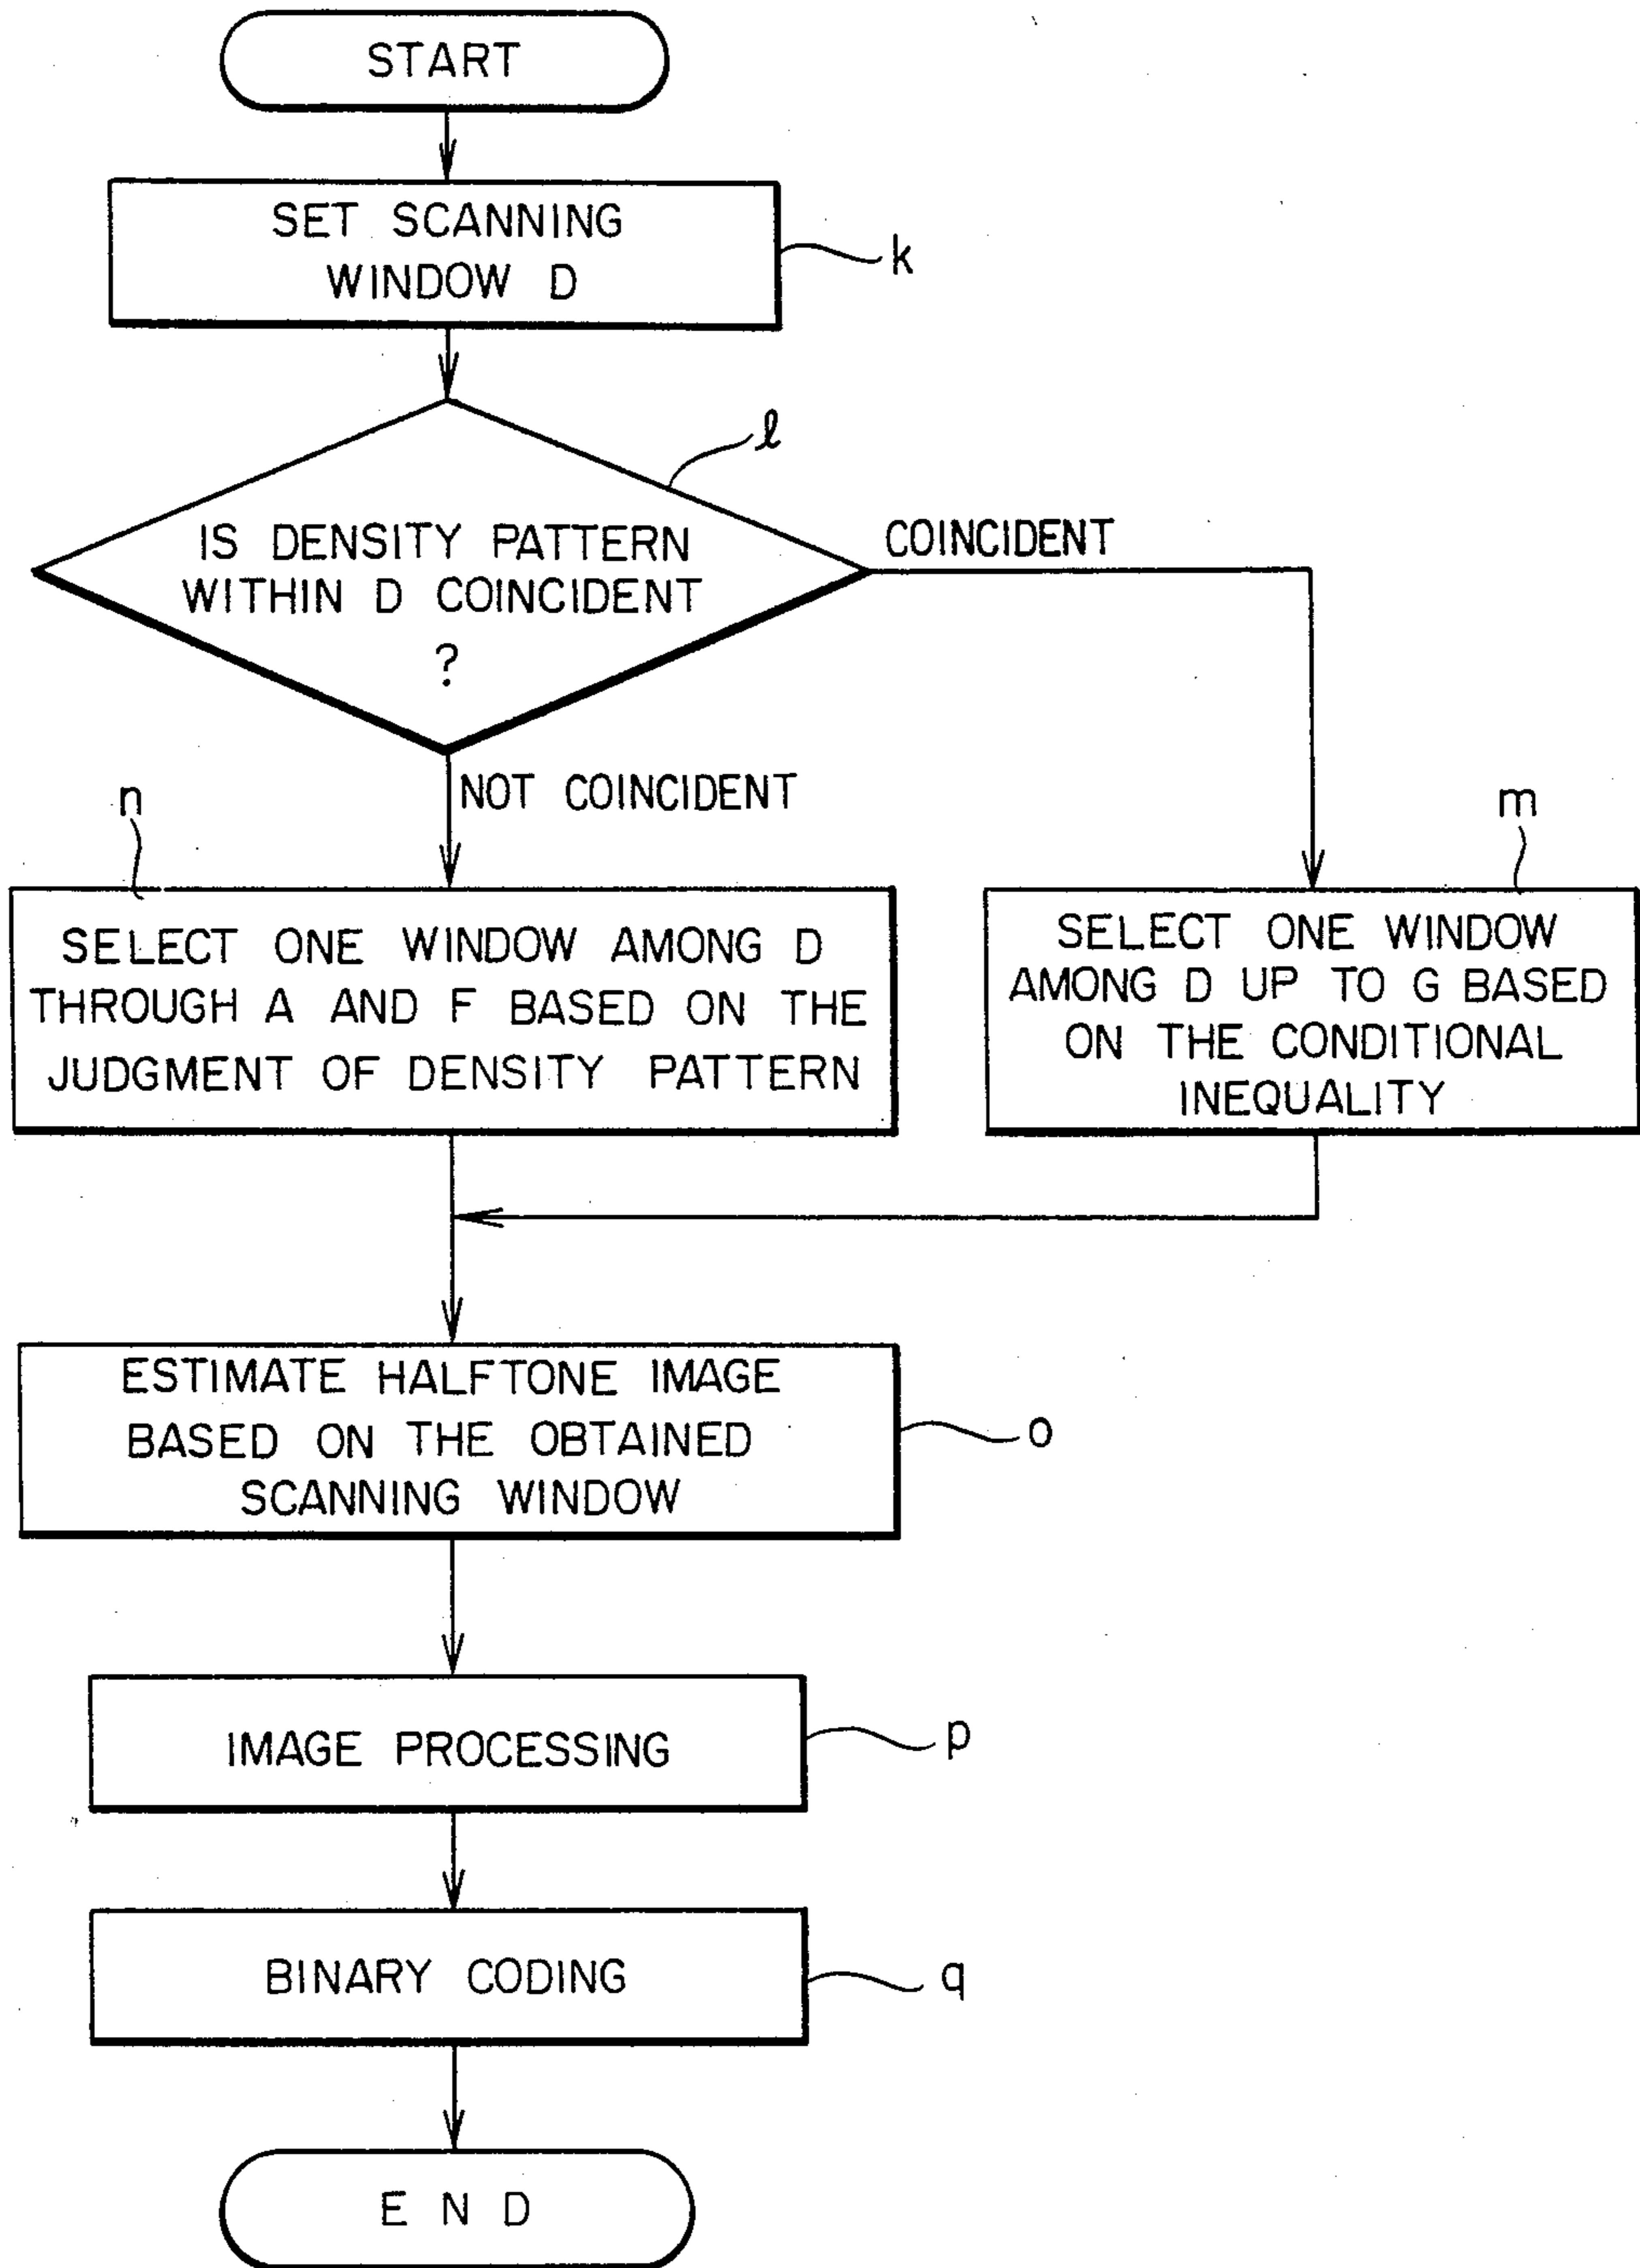 START
SET SCANNING
WINDOW D
k
ℓ
IS DENSITY PATTERN
WITHIN D COINCIDENT
?
COINCIDENT
NOT COINCIDENT
n
m
SELECT ONE WINDOW AMONG D
THROUGH A AND F BASED ON THE
JUDGMENT OF DENSITY PATTERN
SELECT ONE WINDOW
AMONG D UP TO G BASED
ON THE CONDITIONAL
INEQUALITY
ESTIMATE HALFTONE IMAGE
BASED ON THE OBTAINED
SCANNING WINDOW
o
IMAGE PROCESSING
p
BINARY CODING
q
END